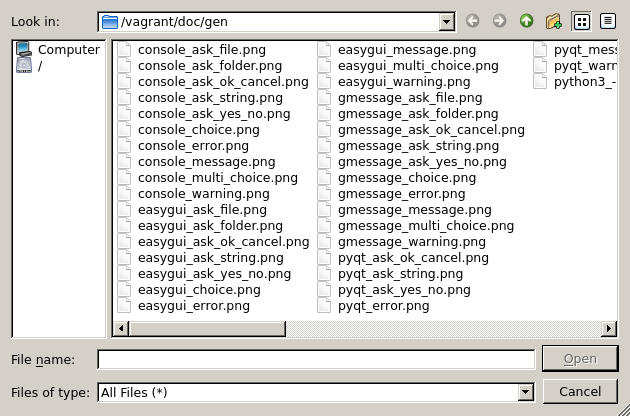 Look in: /vagrant/doc/gen
Computer
/
console_ask_file.png
console_ask_folder.png
console_ask_ok_cancel.png
console_ask_string.png
console_ask_yes_no.png
console_choice.png
console_error.png
console_message.png
console_multi_choice.png
console_warning.png
easygui_ask_file.png
easygui_ask_folder.png
easygui_ask_ok_cancel.png
easygui_ask_string.png
easygui_ask_yes_no.png
easygui_choice.png
easygui_error.png
easygui_message.png
easygui_multi_choice.png
easygui_warning.png
gmessage_ask_file.png
gmessage_ask_folder.png
gmessage_ask_ok_cancel.png
gmessage_ask_string.png
gmessage_ask_yes_no.png
gmessage_choice.png
gmessage_error.png
gmessage_message.png
gmessage_multi_choice.png
gmessage_warning.png
pyqt_ask_ok_cancel.png
pyqt_ask_string.png
pyqt_ask_yes_no.png
pyqt_error.png
pyqt_mess
pyqt_warn
python3_-
File name: Open
Files of type: All Files (*) Cancel